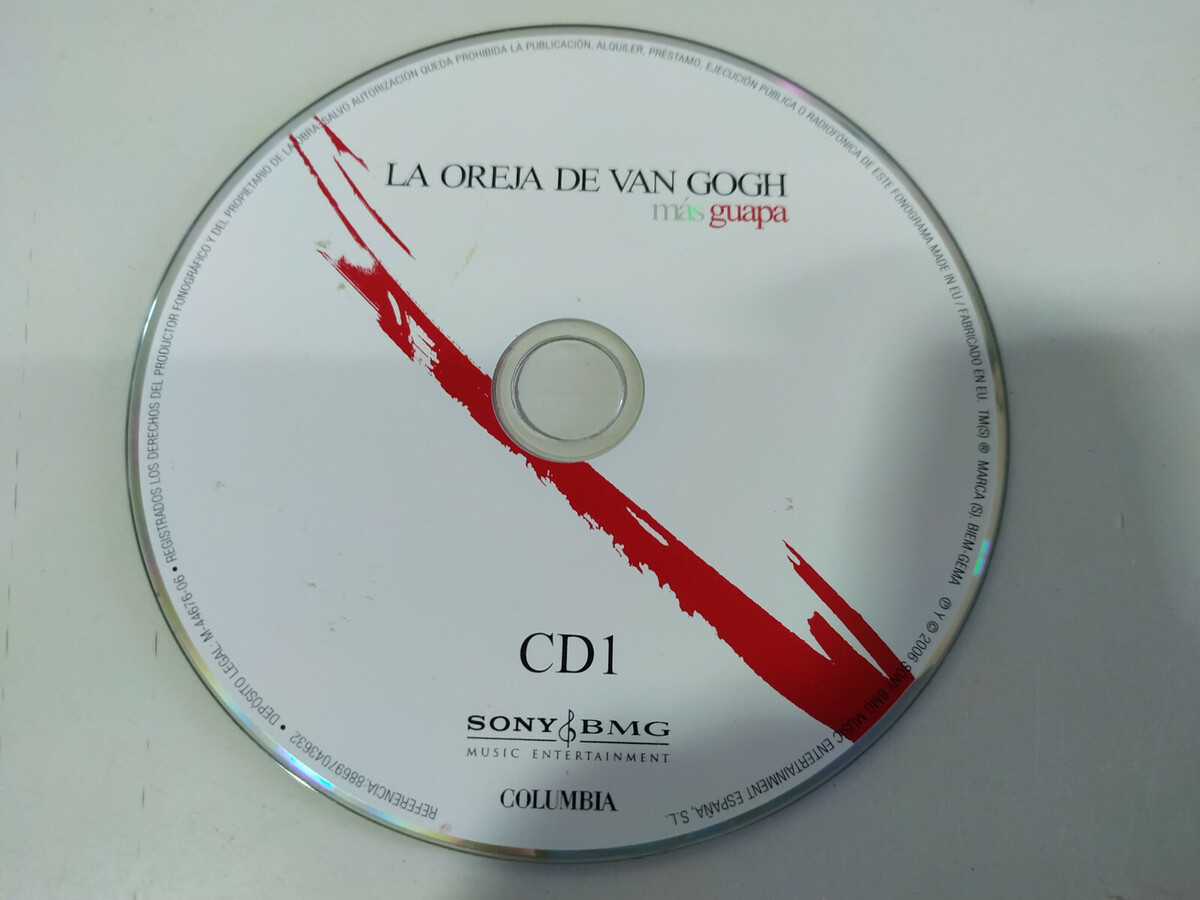 LA OREJA DE VAN GOGH
más guapa
CD1
SONY BMG
MUSIC ENTERTAINMENT
COLUMBIA
REFERENCIA:88697043632 • DEPÓSITO LEGAL: M-44676-06 • REGISTRADOS LOS DERECHOS DEL PRODUCTOR FONOGRÁFICO Y DEL PROPIETARIO DE LA OBRA. SALVO AUTORIZACIÓN QUEDA PROHIBIDA LA PUBLICACIÓN, ALQUILER, PRÉSTAMO, EJECUCIÓN PÚBLICA O RADIOFÓNICA DE ESTE FONOGRAMA. MADE IN EU / FABRICADO EN EU. TM(S) ® MARCA (S). BIEM-GEMA ℗ Y © 2006 SONY BMG MUSIC ENTERTAINMENT ESPAÑA, S.L.